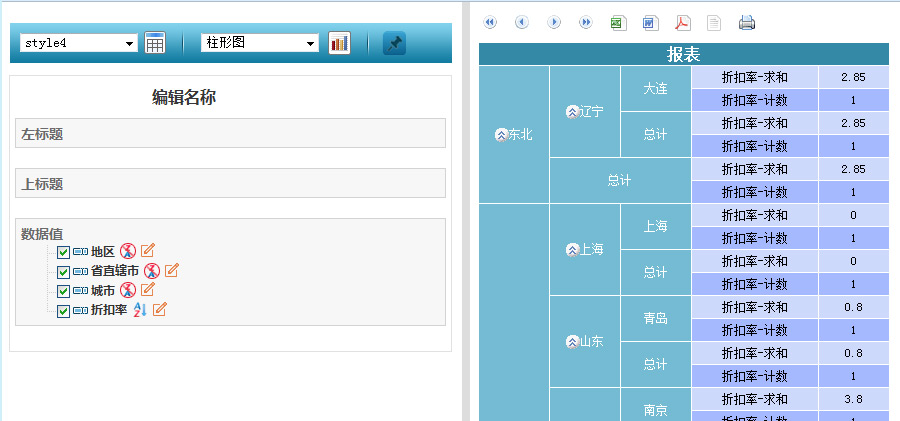 style4 柱形图
编辑名称
左标题
上标题
数据值
地区
省直辖市
城市
折扣率
报表
东北 辽宁 大连 折扣率-求和 2.85
折扣率-计数 1
总计 折扣率-求和 2.85
折扣率-计数 1
总计 折扣率-求和 2.85
折扣率-计数 1
上海 上海 折扣率-求和 0
折扣率-计数 1
总计 折扣率-求和 0
折扣率-计数 1
山东 青岛 折扣率-求和 0.8
折扣率-计数 1
总计 折扣率-求和 0.8
折扣率-计数 1
南京 折扣率-求和 3.8
折扣率-计数 1